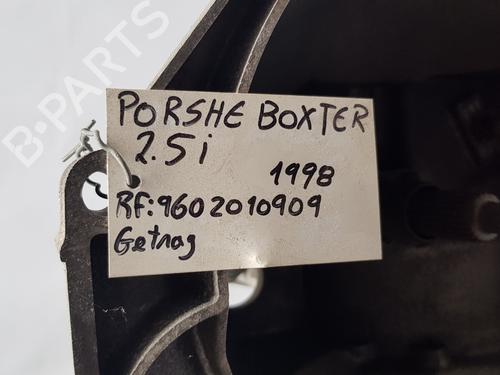 B-PARTS
PORSHE BOXTER
2.5i
1998
RF:9602010909
Getrag